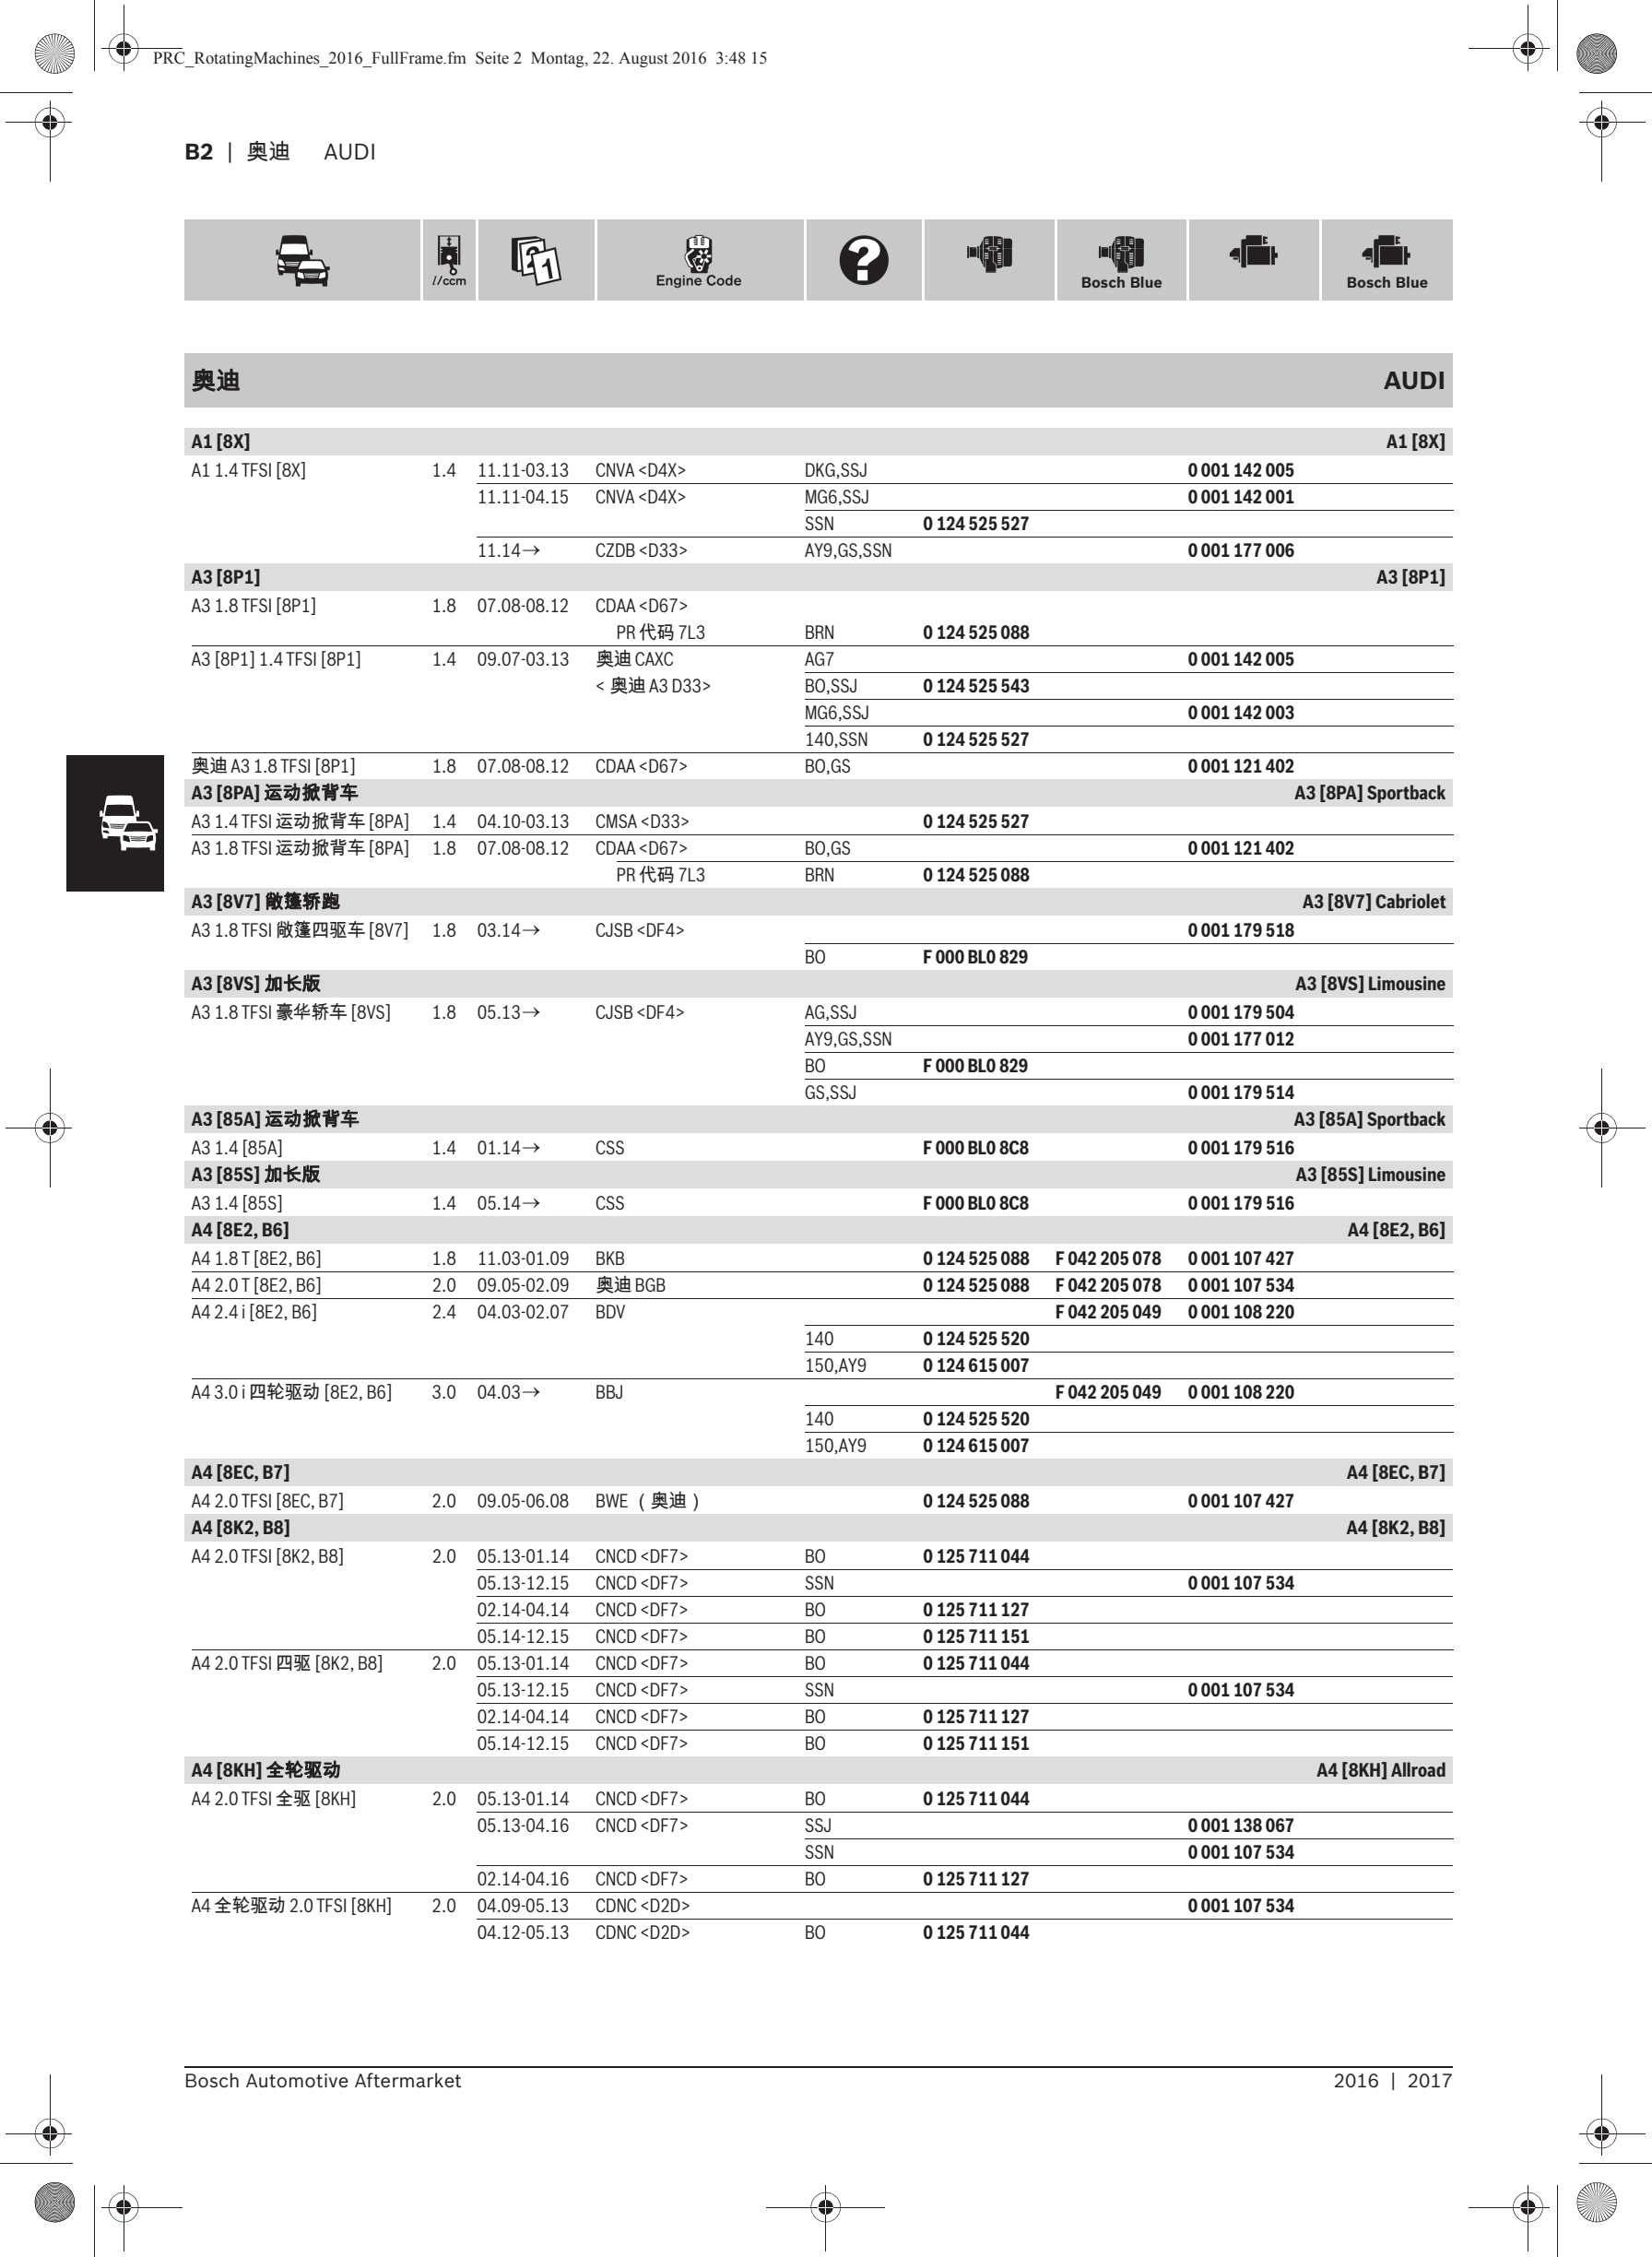 PRC_RotatingMachines_2016_FullFrame.fm Seite 2 Montag, 22. August 2016 3:48 15
B2 | 奥迪 AUDI
l/ccm Engine Code ? Bosch Blue Bosch Blue
奥迪 AUDI
A1 [8X] A1 [8X]
A1 1.4 TFSI [8X] 1.4 11.11-03.13 CNVA <D4X> DKG,SSJ 0 001 142 005
11.11-04.15 CNVA <D4X> MG6,SSJ 0 001 142 001
SSN 0 124 525 527
11.14→ CZDB <D33> AY9,GS,SSN 0 001 177 006
A3 [8P1] A3 [8P1]
A3 1.8 TFSI [8P1] 1.8 07.08-08.12 CDAA <D67>
PR 代码 7L3 BRN 0 124 525 088
A3 [8P1] 1.4 TFSI [8P1] 1.4 09.07-03.13 奥迪 CAXC AG7 0 001 142 005
< 奥迪 A3 D33> BO,SSJ 0 124 525 543
MG6,SSJ 0 001 142 003
140,SSN 0 124 525 527
奥迪 A3 1.8 TFSI [8P1] 1.8 07.08-08.12 CDAA <D67> BO,GS 0 001 121 402
A3 [8PA] 运动掀背车 A3 [8PA] Sportback
A3 1.4 TFSI 运动掀背车 [8PA] 1.4 04.10-03.13 CMSA <D33> 0 124 525 527
A3 1.8 TFSI 运动掀背车 [8PA] 1.8 07.08-08.12 CDAA <D67> BO,GS 0 001 121 402
PR 代码 7L3 BRN 0 124 525 088
A3 [8V7] 敞篷轿跑 A3 [8V7] Cabriolet
A3 1.8 TFSI 敞篷四驱车 [8V7] 1.8 03.14→ CJSB <DF4> 0 001 179 518
BO F 000 BL0 829
A3 [8VS] 加长版 A3 [8VS] Limousine
A3 1.8 TFSI 豪华轿车 [8VS] 1.8 05.13→ CJSB <DF4> AG,SSJ 0 001 179 504
AY9,GS,SSN 0 001 177 012
BO F 000 BL0 829
GS,SSJ 0 001 179 514
A3 [85A] 运动掀背车 A3 [85A] Sportback
A3 1.4 [85A] 1.4 01.14→ CSS F 000 BL0 8C8 0 001 179 516
A3 [85S] 加长版 A3 [85S] Limousine
A3 1.4 [85S] 1.4 05.14→ CSS F 000 BL0 8C8 0 001 179 516
A4 [8E2, B6] A4 [8E2, B6]
A4 1.8 T [8E2, B6] 1.8 11.03-01.09 BKB 0 124 525 088 F 042 205 078 0 001 107 427
A4 2.0 T [8E2, B6] 2.0 09.05-02.09 奥迪 BGB 0 124 525 088 F 042 205 078 0 001 107 534
A4 2.4 i [8E2, B6] 2.4 04.03-02.07 BDV F 042 205 049 0 001 108 220
140 0 124 525 520
150,AY9 0 124 615 007
A4 3.0 i 四轮驱动 [8E2, B6] 3.0 04.03→ BBJ F 042 205 049 0 001 108 220
140 0 124 525 520
150,AY9 0 124 615 007
A4 [8EC, B7] A4 [8EC, B7]
A4 2.0 TFSI [8EC, B7] 2.0 09.05-06.08 BWE （奥迪） 0 124 525 088 0 001 107 427
A4 [8K2, B8] A4 [8K2, B8]
A4 2.0 TFSI [8K2, B8] 2.0 05.13-01.14 CNCD <DF7> BO 0 125 711 044
05.13-12.15 CNCD <DF7> SSN 0 001 107 534
02.14-04.14 CNCD <DF7> BO 0 125 711 127
05.14-12.15 CNCD <DF7> BO 0 125 711 151
A4 2.0 TFSI 四驱 [8K2, B8] 2.0 05.13-01.14 CNCD <DF7> BO 0 125 711 044
05.13-12.15 CNCD <DF7> SSN 0 001 107 534
02.14-04.14 CNCD <DF7> BO 0 125 711 127
05.14-12.15 CNCD <DF7> BO 0 125 711 151
A4 [8KH] 全轮驱动 A4 [8KH] Allroad
A4 2.0 TFSI 全驱 [8KH] 2.0 05.13-01.14 CNCD <DF7> BO 0 125 711 044
05.13-04.16 CNCD <DF7> SSJ 0 001 138 067
SSN 0 001 107 534
02.14-04.16 CNCD <DF7> BO 0 125 711 127
A4 全轮驱动 2.0 TFSI [8KH] 2.0 04.09-05.13 CDNC <D2D> 0 001 107 534
04.12-05.13 CDNC <D2D> BO 0 125 711 044
Bosch Automotive Aftermarket 2016 | 2017